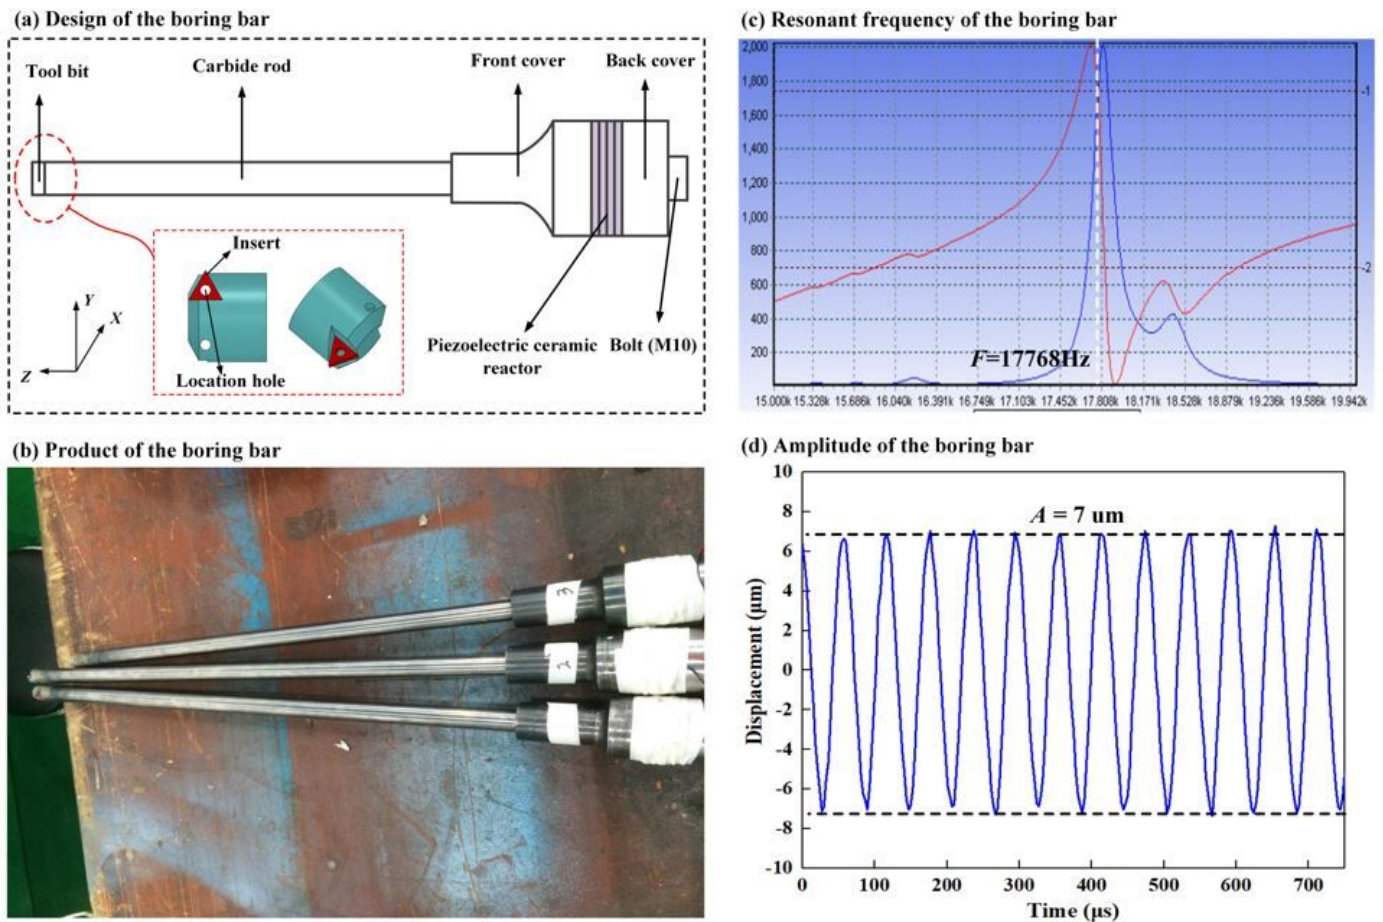 (a) Design of the boring bar
Tool bit
Carbide rod
Front cover
Back cover
Insert
Location hole
Y
X
Z
Piezoelectric ceramic
reactor
Bolt (M10)
(b) Product of the boring bar
3
2
(c) Resonant frequency of the boring bar
2,000
1,800
1,600
1,400
1,200
1,000
800
600
400
200
-1
-2
F=17768Hz
15.000k 15.328k 15.686k 16.040k 16.391k 16.749k 17.103k 17.452k 17.808k 18.171k 18.528k 18.879k 19.236k 19.586k 19.942k
(d) Amplitude of the boring bar
10
8
6
4
2
0
-2
-4
-6
-8
-10
A = 7 um
Displacement (μm)
0 100 200 300 400 500 600 700
Time (μs)